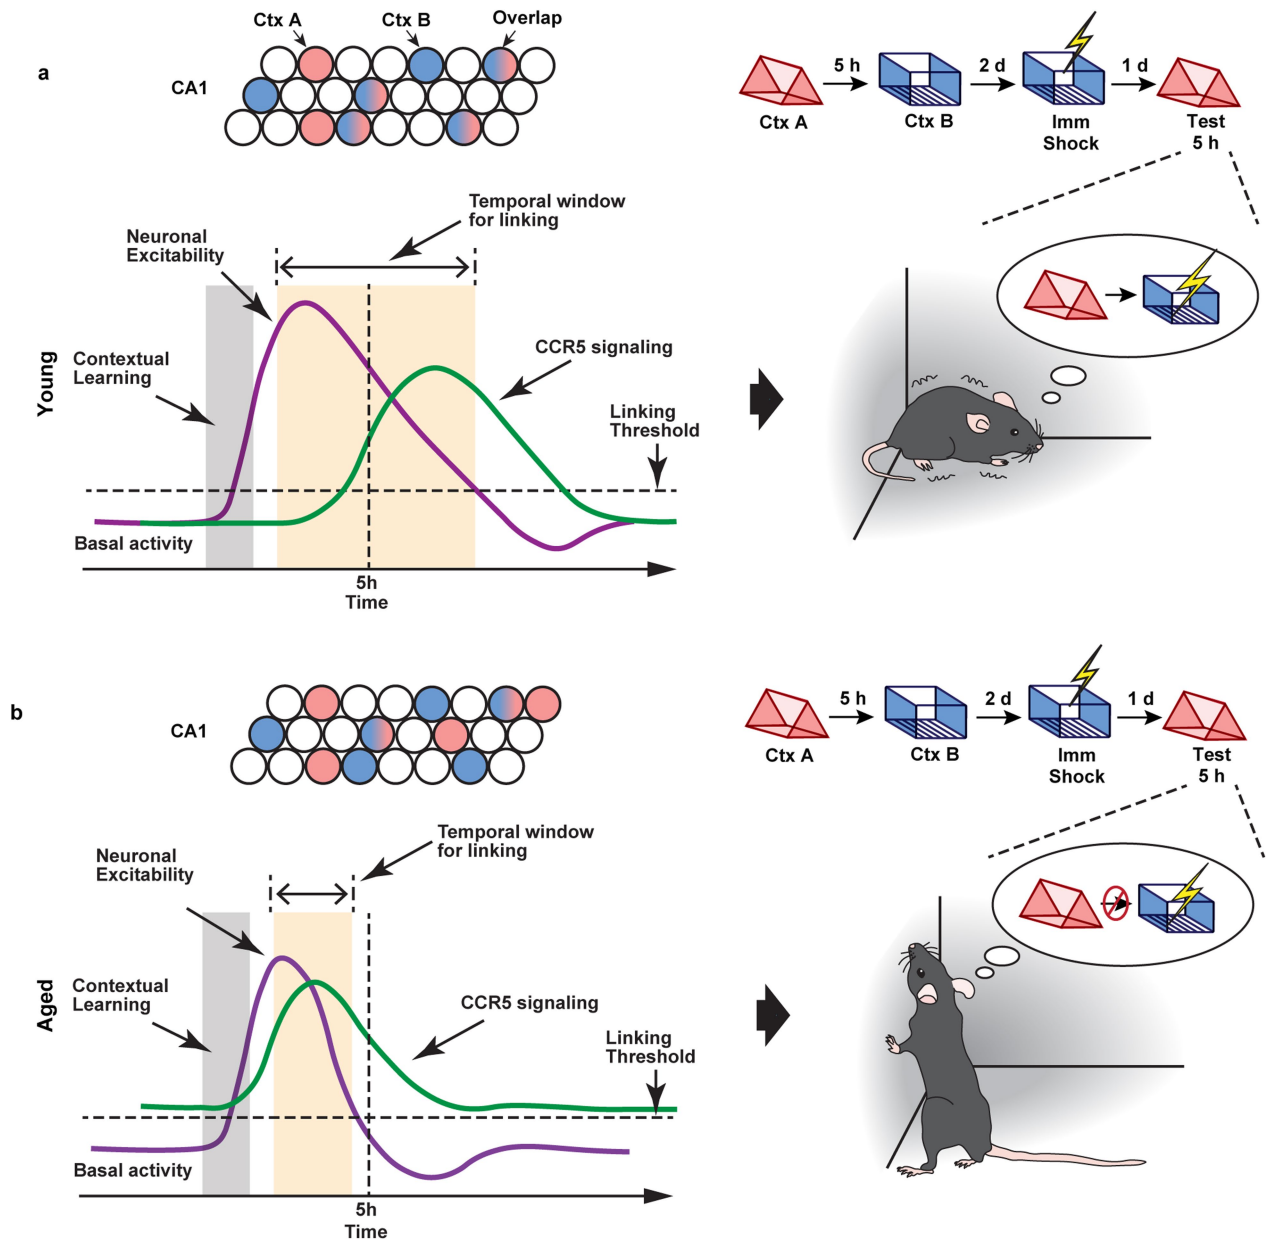 a
Ctx A
Ctx B
Overlap
CA1
5 h
2 d
1 d
Ctx A
Ctx B
Imm
Shock
Test
5 h
Young
Temporal window
for linking
Neuronal
Excitability
Contextual
Learning
CCR5 signaling
Linking
Threshold
Basal activity
5h
Time
b
CA1
5 h
2 d
1 d
Ctx A
Ctx B
Imm
Shock
Test
5 h
Aged
Temporal window
for linking
Neuronal
Excitability
Contextual
Learning
CCR5 signaling
Linking
Threshold
Basal activity
5h
Time